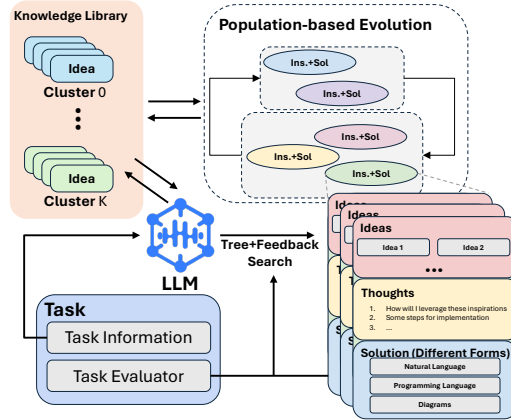 Knowledge Library
Idea
Cluster 0
Idea
Cluster K
Population-based Evolution
Ins.+Sol
Ins.+Sol
Ins.+Sol
Ins.+Sol
Ins.+Sol
LLM
Tree+Feedback
Search
Task
Task Information
Task Evaluator
Ideas
Ideas
Ideas
Idea 1
Idea 2
...
Thoughts
1. How will I leverage these inspirations
2. Some steps for implementation
3. ...
Solution (Different Forms)
Natural Language
Programming Language
Diagrams